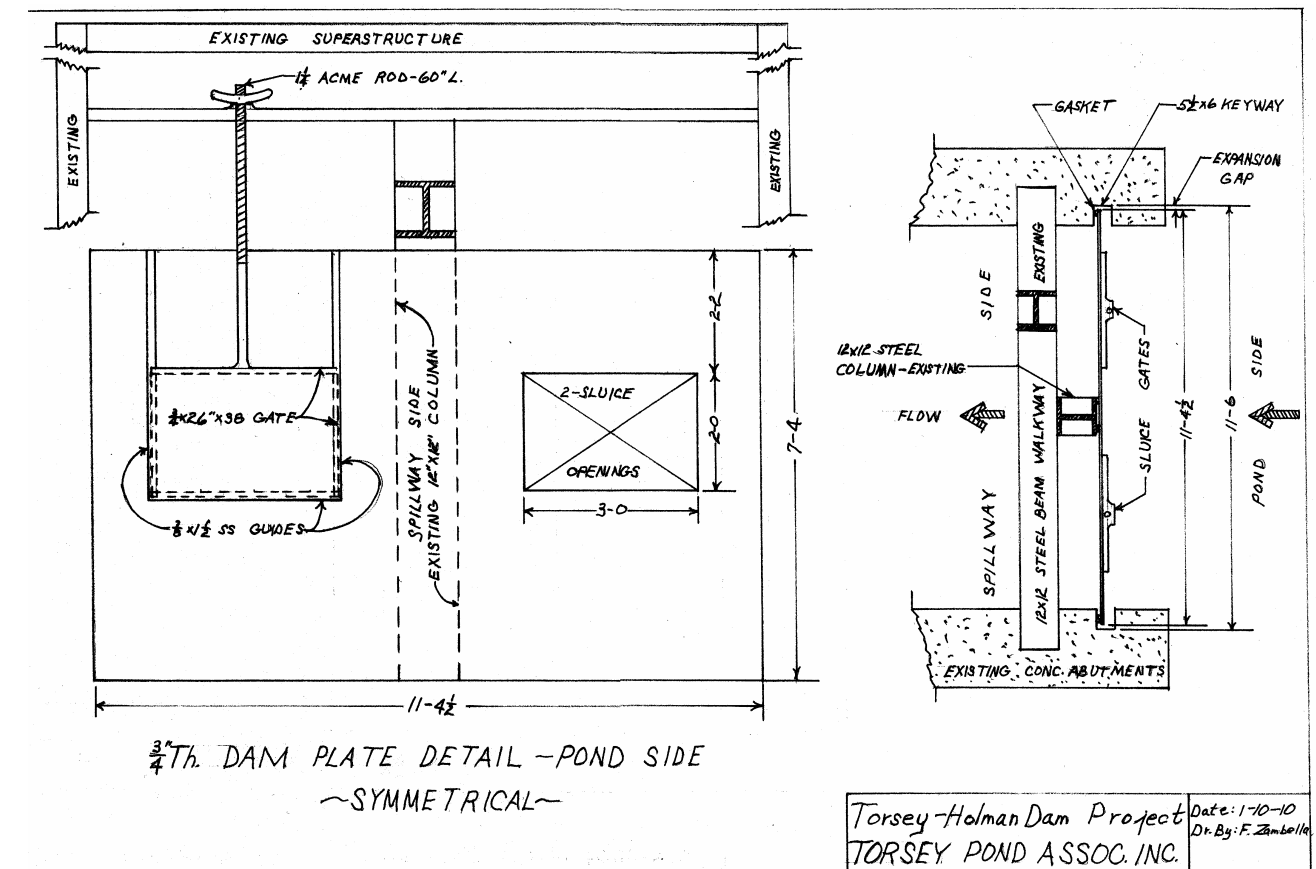 EXISTING SUPERSTRUCTURE
1¼ ACME ROD-60"L.
EXISTING
EXISTING
SPILLWAY SIDE
EXISTING 12"X12" COLUMN
X26"X38 GATE
X1½ SS GUIDES
2-SLUICE
OPENINGS
2-2
2-0
3-0
7-4
11-4½
¾"Th. DAM PLATE DETAIL ~POND SIDE
~SYMMETRICAL~
GASKET
5½X6 KEYWAY
EXPANSION
GAP
EXISTING
SPILLWAY SIDE
12X12 STEEL
COLUMN-EXISTING
FLOW
12X12 STEEL BEAM WALKWAY
SLUICE GATES
11-4½
11-6
POND SIDE
EXISTING CONC. ABUTMENTS
Torsey-Holman Dam Project
TORSEY POND ASSOC. INC.
Date: 1-10-10
Dr. By: F. Zambella